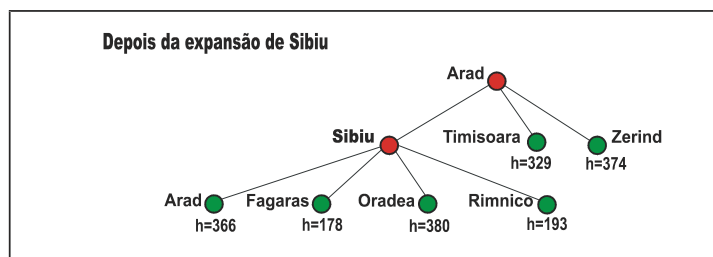 Depois da expansão de Sibiu
Arad
Sibiu
Timisoara
h=329
Zerind
h=374
Arad
h=366
Fagaras
h=178
Oradea
h=380
Rimnico
h=193